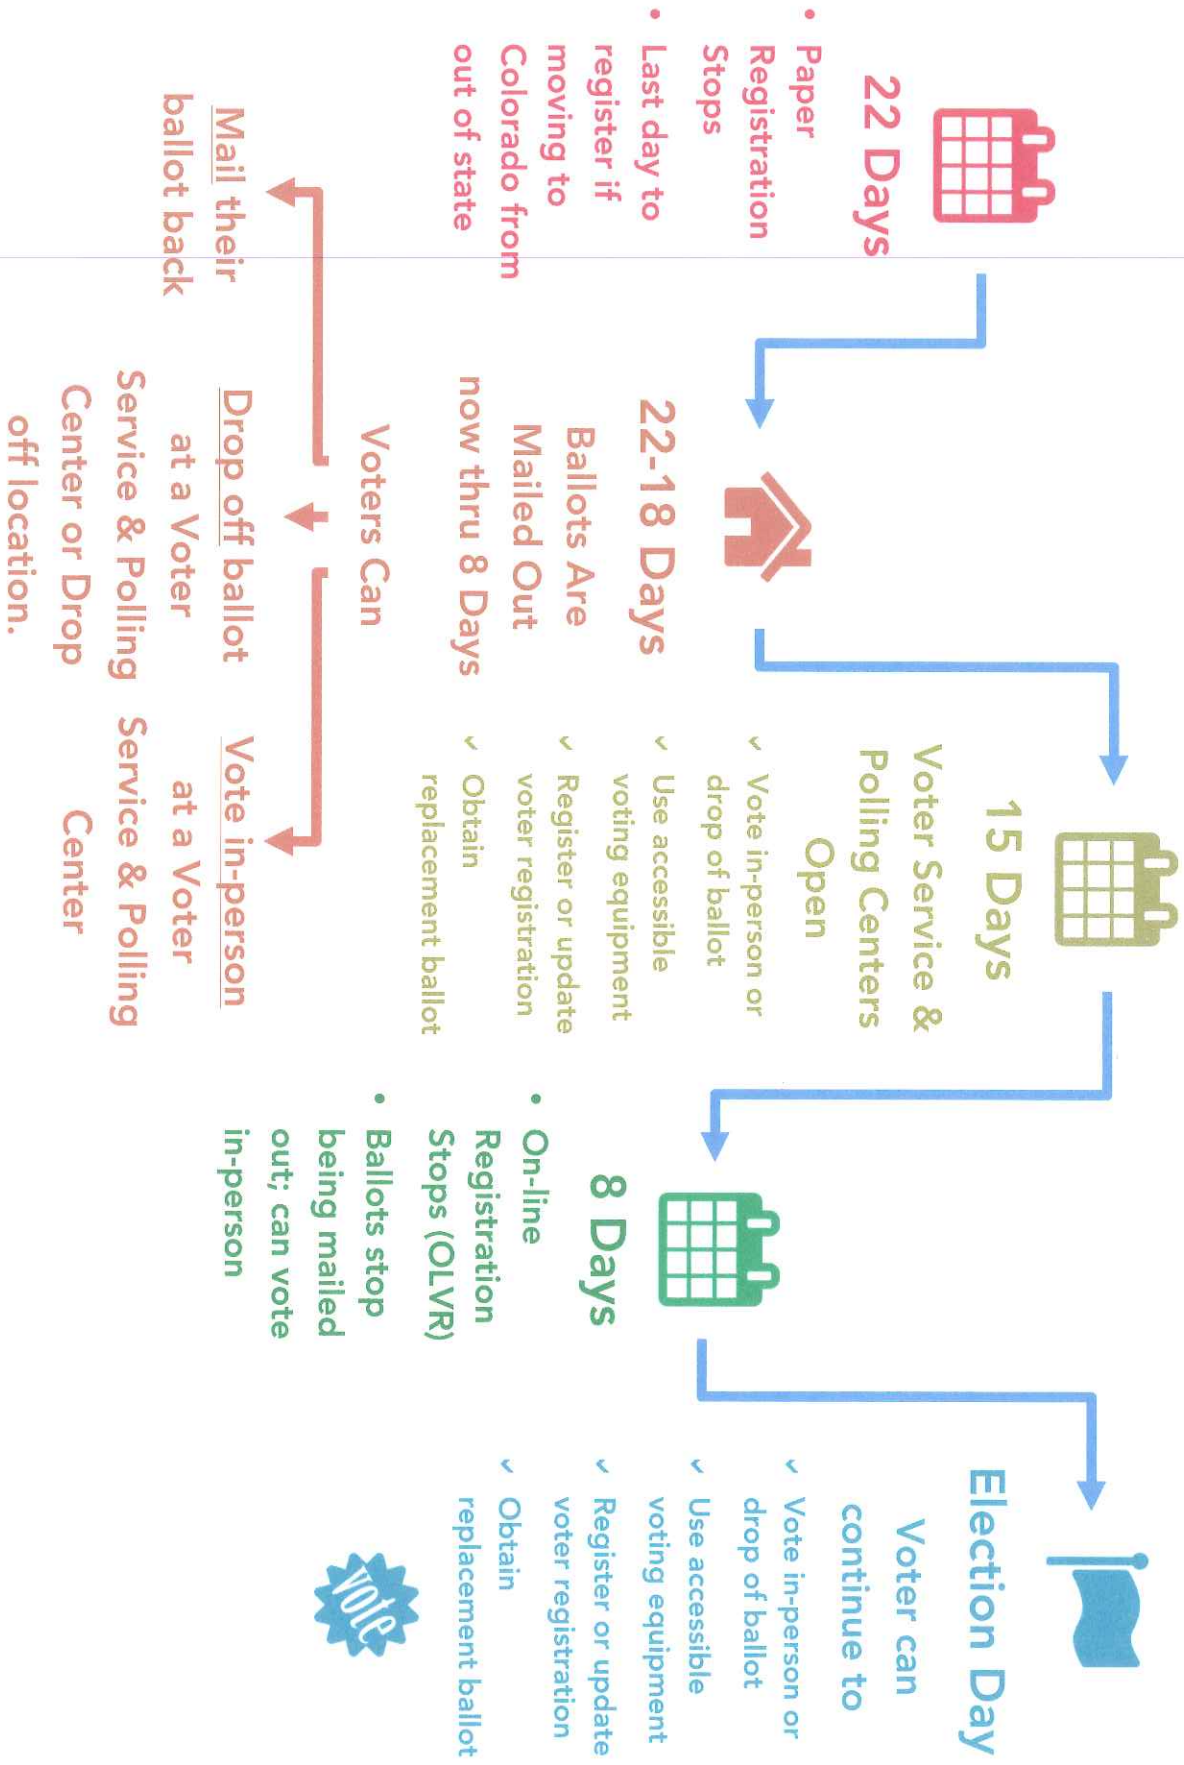 22 Days
• Paper
Registration
Stops
• Last day to
register if
moving to
Colorado from
out of state
22-18 Days
Ballots Are
Mailed Out
now thru 8 Days
Voters Can
Mail their
ballot back
Drop off ballot
at a Voter
Service & Polling
Center or Drop
off location.
Vote in-person
at a Voter
Service & Polling
Center
15 Days
Voter Service &
Polling Centers
Open
✓ Vote in-person or
drop of ballot
✓ Use accessible
voting equipment
✓ Register or update
voter registration
✓ Obtain
replacement ballot
8 Days
• On-line
Registration
Stops (OLVR)
• Ballots stop
being mailed
out; can vote
in-person
Election Day
Voter can
continue to
✓ Vote in-person or
drop of ballot
✓ Use accessible
voting equipment
✓ Register or update
voter registration
✓ Obtain
replacement ballot
vote